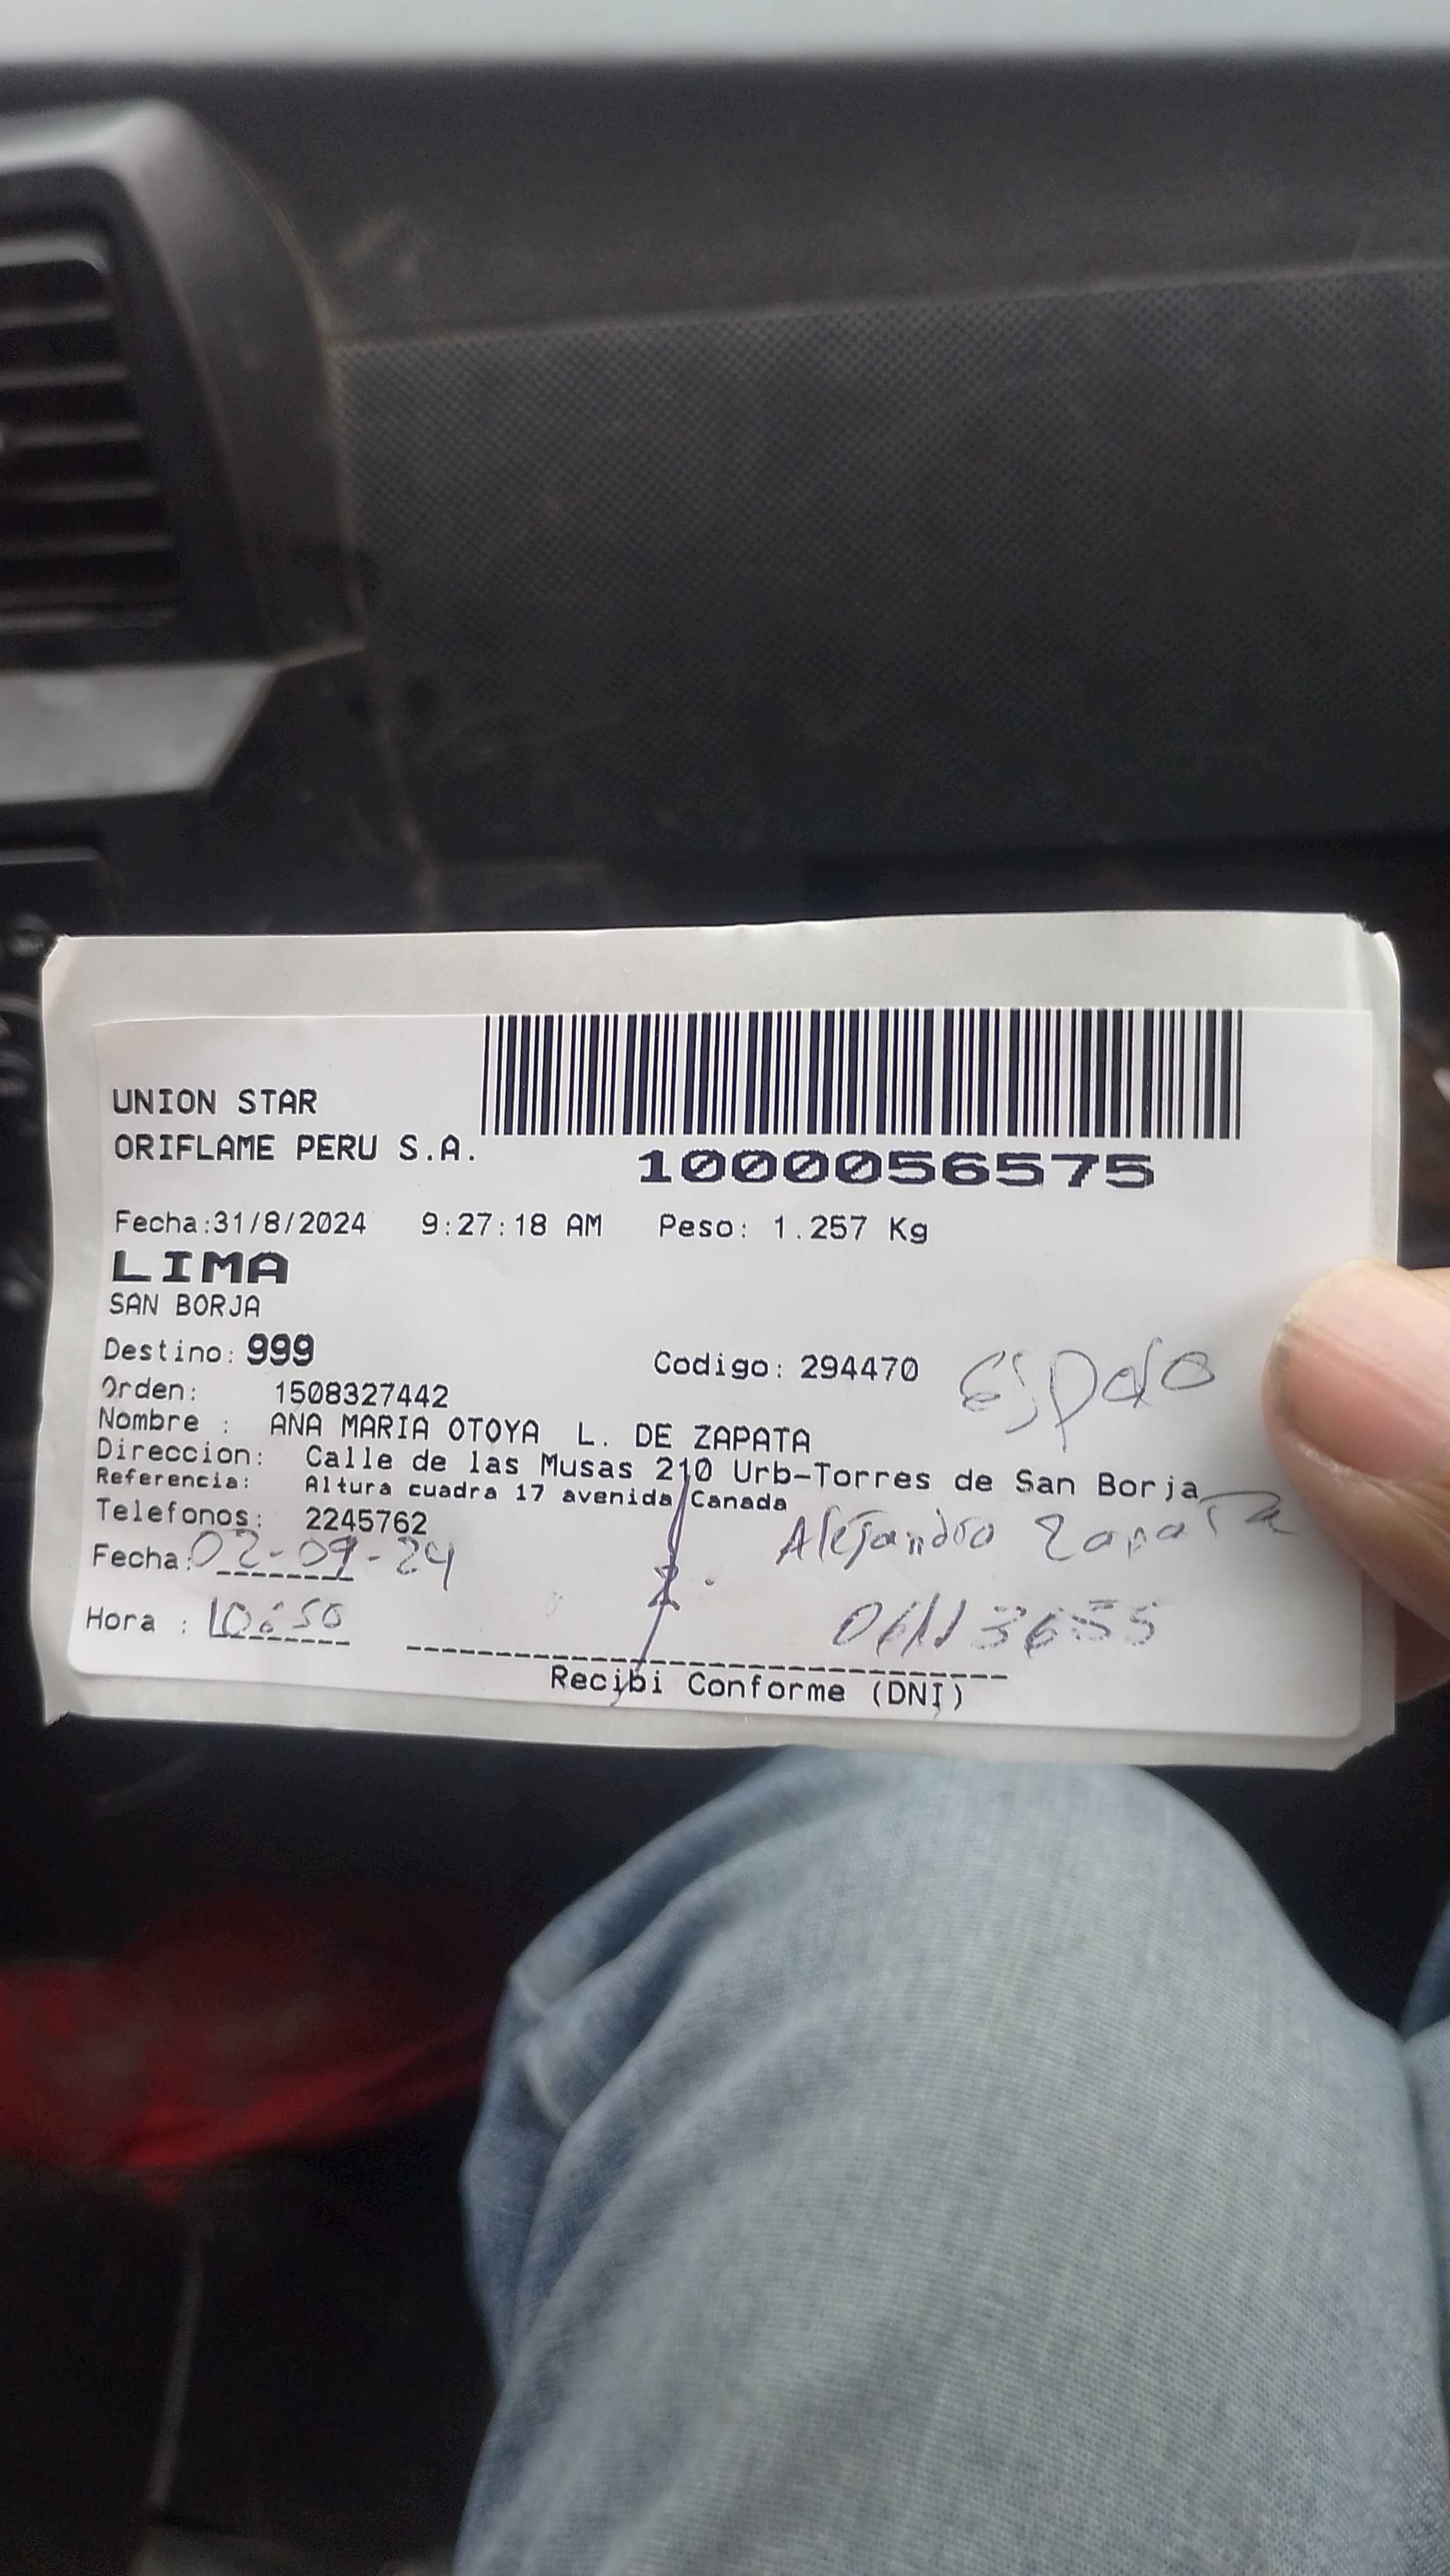 UNION STAR
ORIFLAME PERU S.A.
1000056575
Fecha:31/8/2024 9:27:18 AM Peso: 1.257 Kg
LIMA
SAN BORJA
Destino: 999
Codigo: 294470
Orden: 1508327442
Nombre : ANA MARIA OTOYA L. DE ZAPATA
Direccion: Calle de las Musas 210 Urb-Torres de San Borja
Referencia: Altura cuadra 17 avenida Canada
Telefonos: 2245762
Alejandro Zapata
Fecha: 02-09-24
Hora : 10:50
Recibi Conforme (DNI)